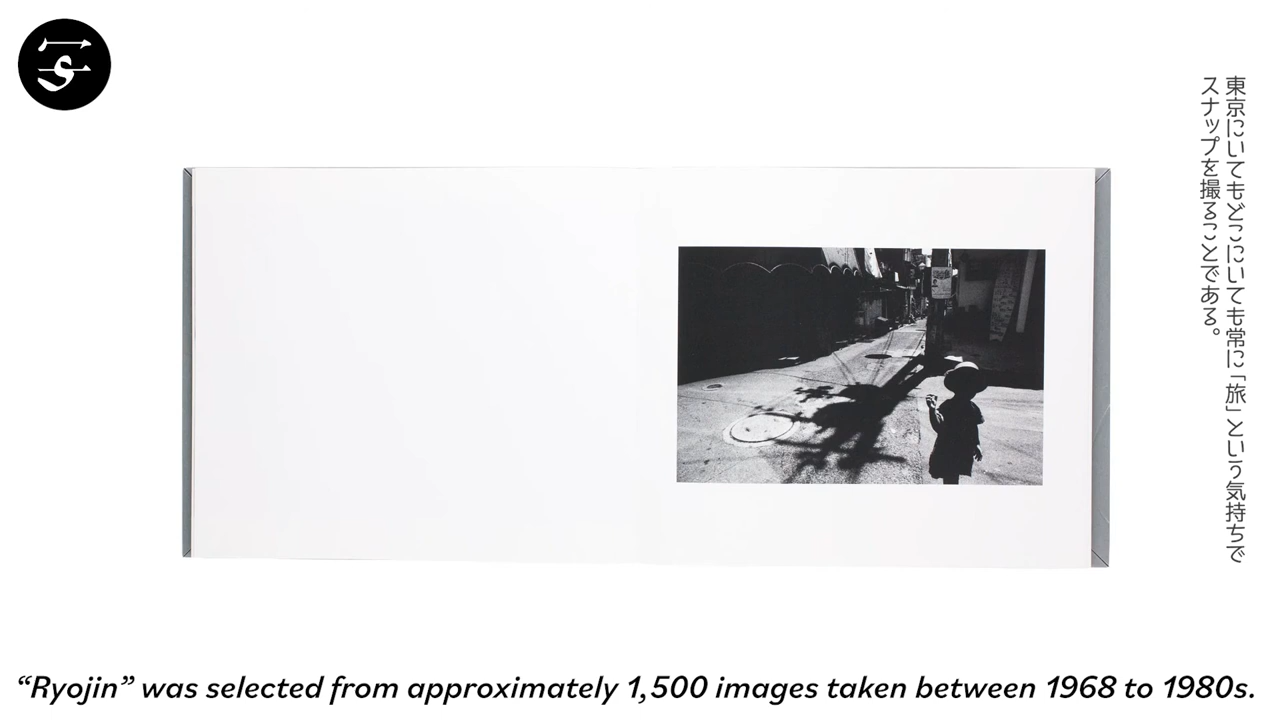 東京にいてもどこにいても常に「旅」という気持ちで
スナップを撮ることである。
“Ryojin” was selected from approximately 1,500 images taken between 1968 to 1980s.